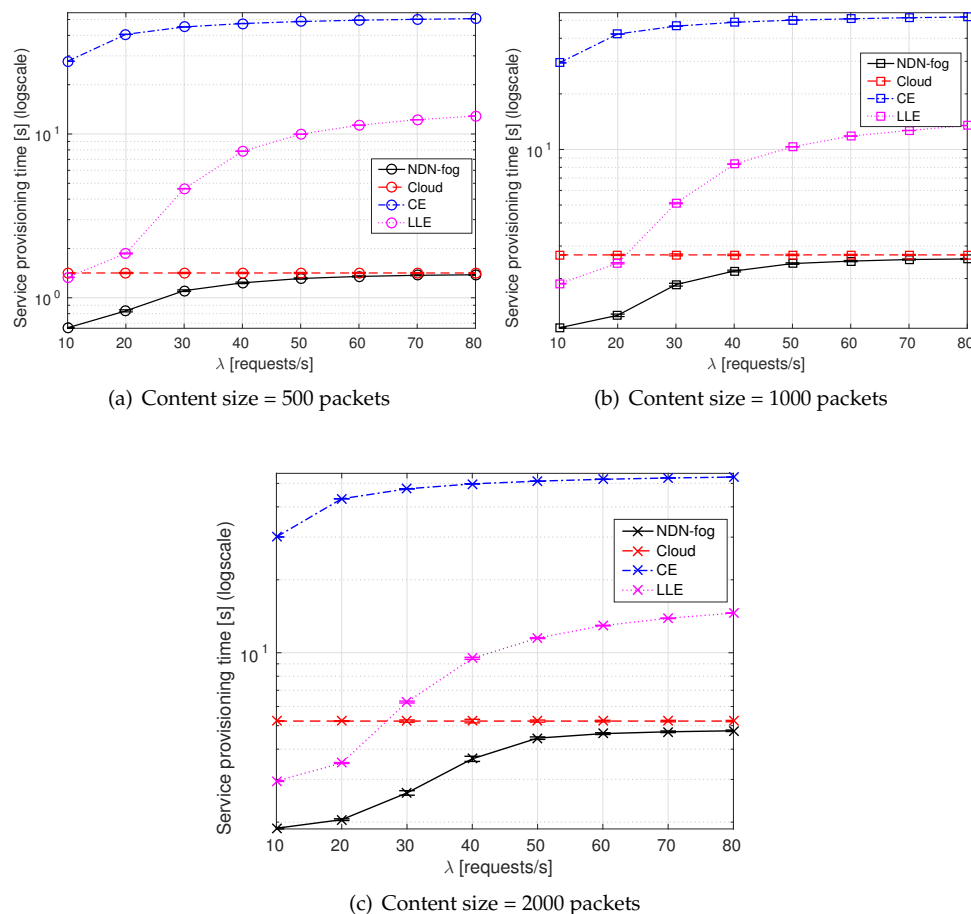 Service provisioning time [s] (logscale)
10^1
10^0
NDN-fog
Cloud
CE
LLE
10 20 30 40 50 60 70 80
λ [requests/s]
(a) Content size = 500 packets
Service provisioning time [s] (logscale)
10^1
NDN-fog
Cloud
CE
LLE
10 20 30 40 50 60 70 80
λ [requests/s]
(b) Content size = 1000 packets
Service provisioning time [s] (logscale)
10^1
NDN-fog
Cloud
CE
LLE
10 20 30 40 50 60 70 80
λ [requests/s]
(c) Content size = 2000 packets